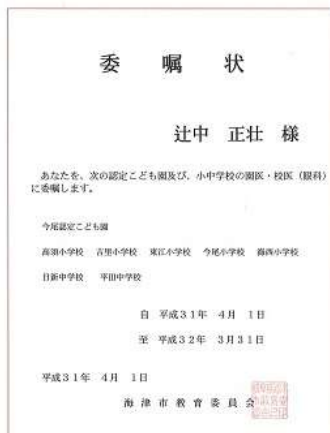 委嘱状
辻中 正壮 様
あなたを、次の認定こども園及び、小中学校の園医・校医（眼科）
に委嘱します。
今尾認定こども園
高須小学校 吉里小学校 東江小学校 今尾小学校 海西小学校
日新中学校 平田中学校
自 平成31年 4月 1日
至 平成32年 3月31日
平成31年 4月 1日
海津市教育委員会